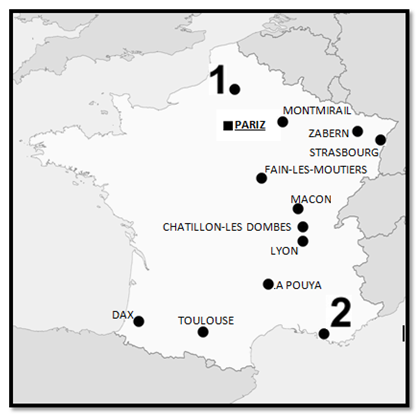 1
MONTMIRAIL
PARIZ
ZABERN
STRASBOURG
FAIN-LES-MOUTIERS
MACON
CHATILLON-LES DOMBES
LYON
LA POUYA
2
DAX
TOULOUSE